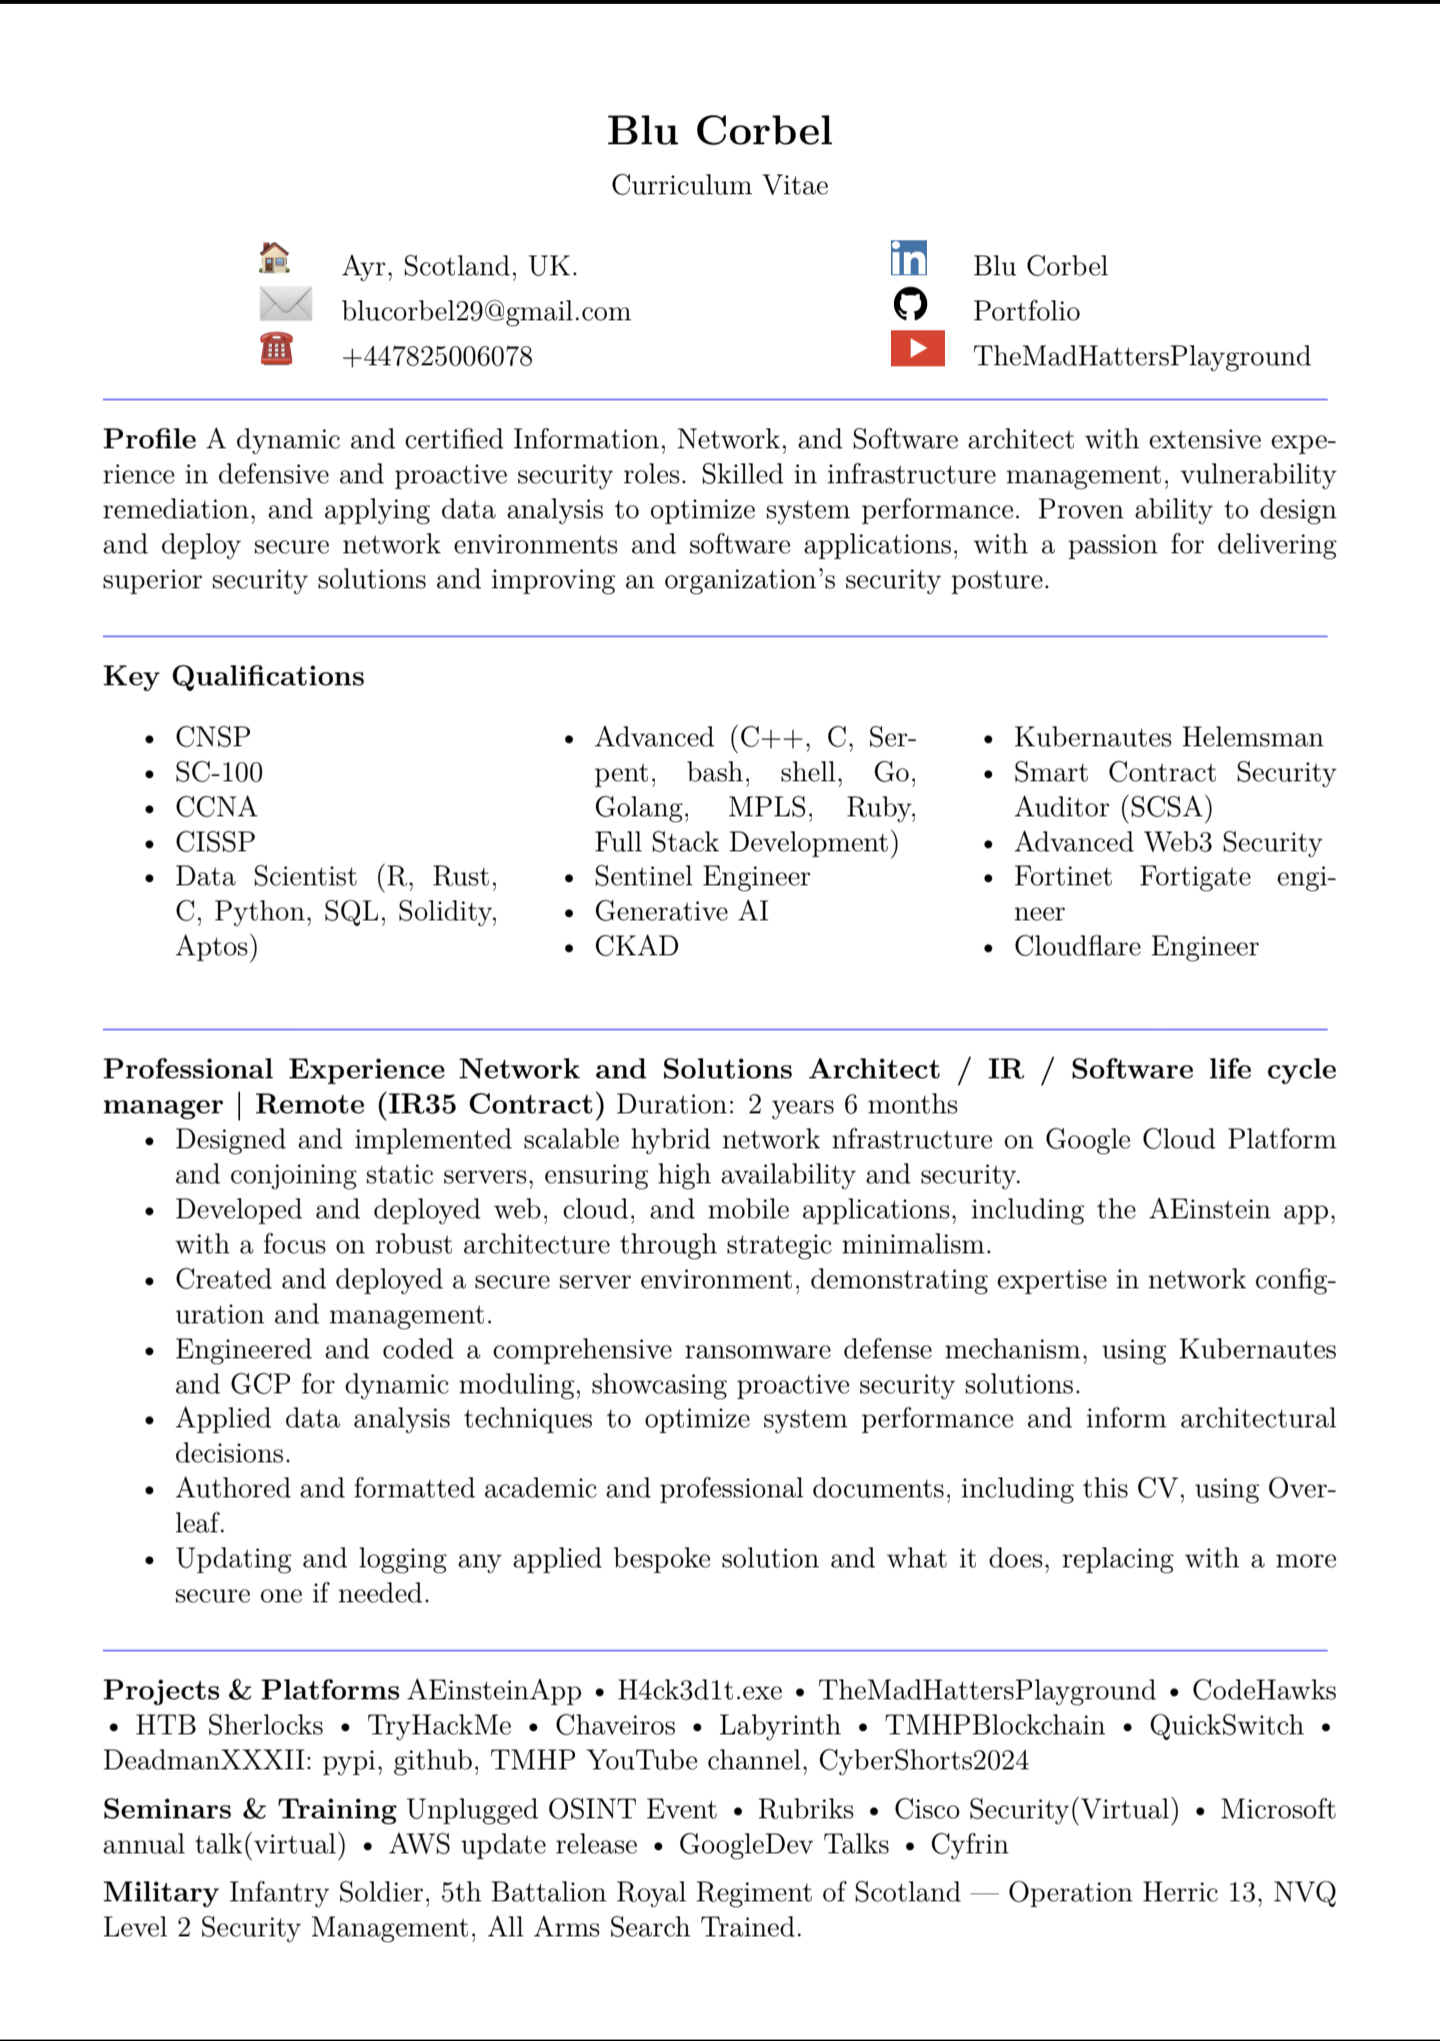 Blu Corbel
Curriculum Vitae
Ayr, Scotland, UK.
blucorbel29@gmail.com
+447825006078
in Blu Corbel
Portfolio
TheMadHattersPlayground
Profile A dynamic and certified Information, Network, and Software architect with extensive expe-
rience in defensive and proactive security roles. Skilled in infrastructure management, vulnerability
remediation, and applying data analysis to optimize system performance. Proven ability to design
and deploy secure network environments and software applications, with a passion for delivering
superior security solutions and improving an organization's security posture.
Key Qualifications
• CNSP
• SC-100
• CCNA
• CISSP
• Data Scientist (R, Rust,
C, Python, SQL, Solidity,
Aptos)
• Advanced (C++, C, Ser-
pent, bash, shell, Go,
Golang, MPLS, Ruby,
Full Stack Development)
• Sentinel Engineer
• Generative AI
• CKAD
• Kubernautes Helemsman
• Smart Contract Security
Auditor (SCSA)
• Advanced Web3 Security
• Fortinet Fortigate engi-
neer
• Cloudflare Engineer
Professional Experience Network and Solutions Architect / IR / Software life cycle
manager | Remote (IR35 Contract) Duration: 2 years 6 months
• Designed and implemented scalable hybrid network nfrastructure on Google Cloud Platform
and conjoining static servers, ensuring high availability and security.
• Developed and deployed web, cloud, and mobile applications, including the AEinstein app,
with a focus on robust architecture through strategic minimalism.
• Created and deployed a secure server environment, demonstrating expertise in network config-
uration and management.
• Engineered and coded a comprehensive ransomware defense mechanism, using Kubernautes
and GCP for dynamic moduling, showcasing proactive security solutions.
• Applied data analysis techniques to optimize system performance and inform architectural
decisions.
• Authored and formatted academic and professional documents, including this CV, using Over-
leaf.
• Updating and logging any applied bespoke solution and what it does, replacing with a more
secure one if needed.
Projects & Platforms AEinsteinApp • H4ck3d1t.exe • TheMadHattersPlayground • CodeHawks
• HTB Sherlocks • TryHackMe • Chaveiros • Labyrinth • TMHPBlockchain • QuickSwitch •
DeadmanXXXII: pypi, github, TMHP YouTube channel, CyberShorts2024
Seminars & Training Unplugged OSINT Event • Rubriks • Cisco Security(Virtual) • Microsoft
annual talk(virtual) • AWS update release • GoogleDev Talks • Cyfrin
Military Infantry Soldier, 5th Battalion Royal Regiment of Scotland — Operation Herric 13, NVQ
Level 2 Security Management, All Arms Search Trained.